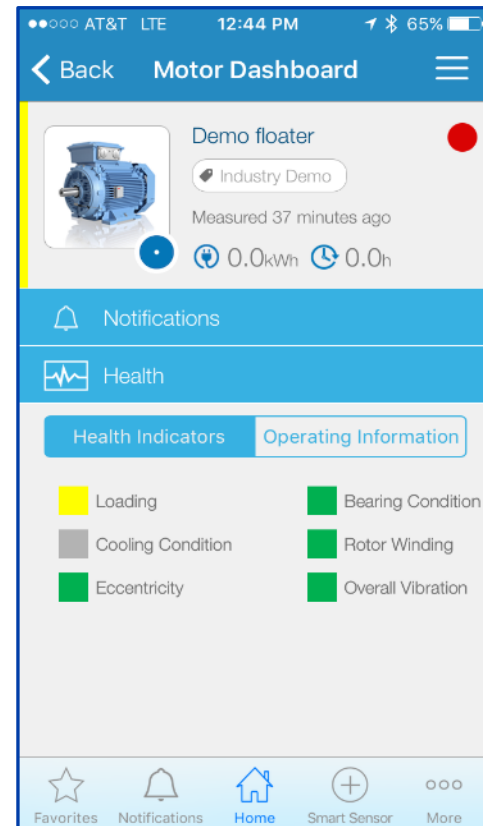 AT&T LTE 12:44 PM 65%
Back Motor Dashboard
Demo floater
Industry Demo
Measured 37 minutes ago
0.0kWh 0.0h
Notifications
Health
Health Indicators Operating Information
Loading Bearing Condition
Cooling Condition Rotor Winding
Eccentricity Overall Vibration
Favorites Notifications Home Smart Sensor More